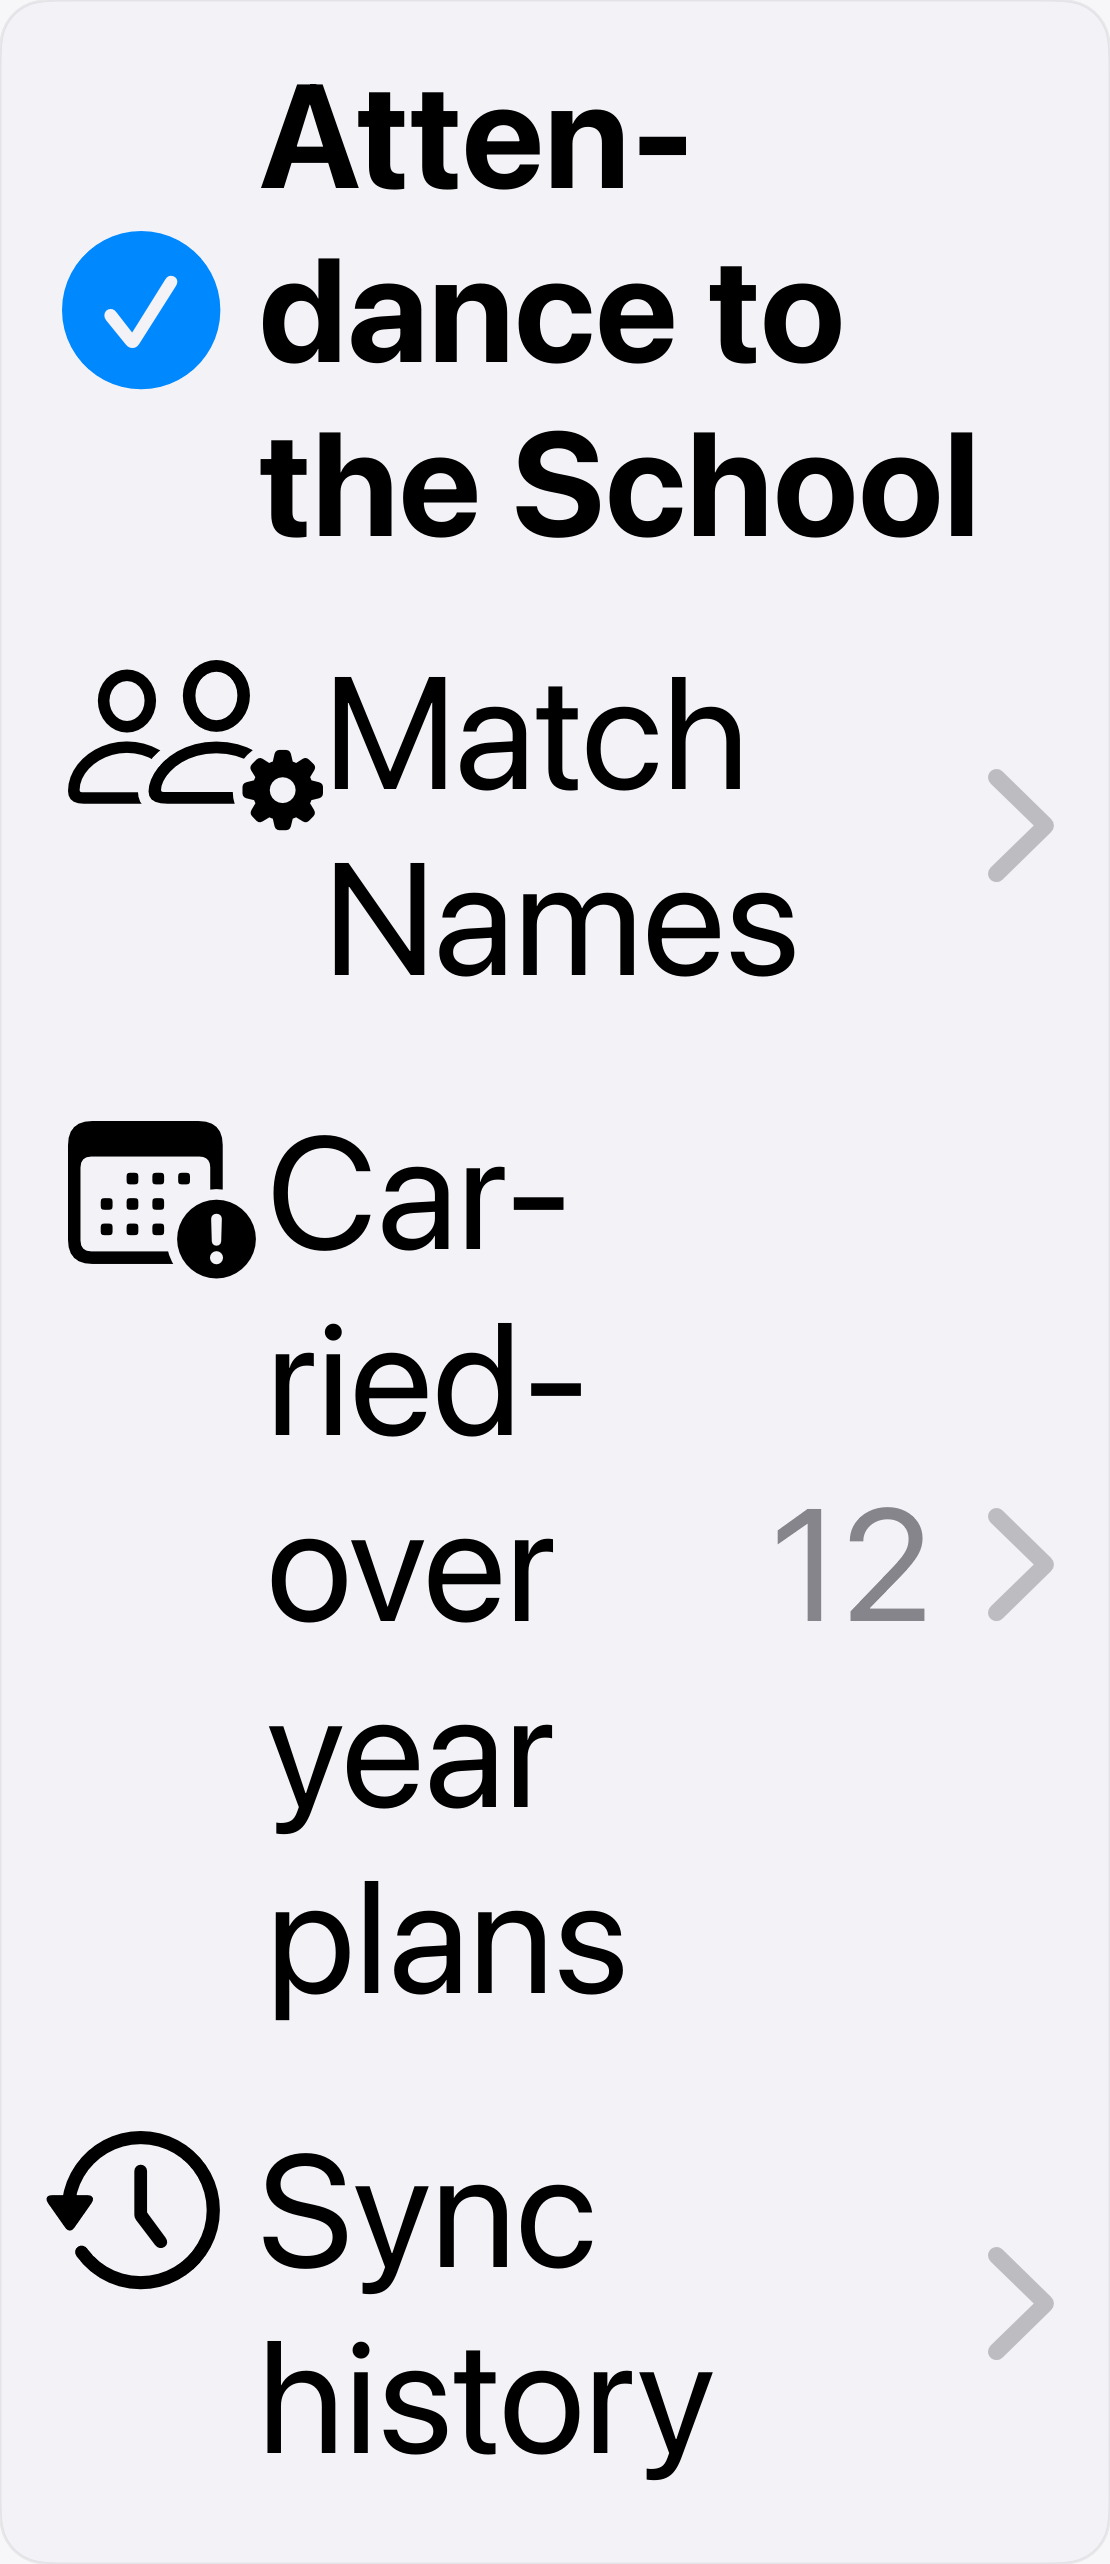 Atten-
dance to
the School
Match
Names
Car-
ried-
over
year
plans
12
Sync
history